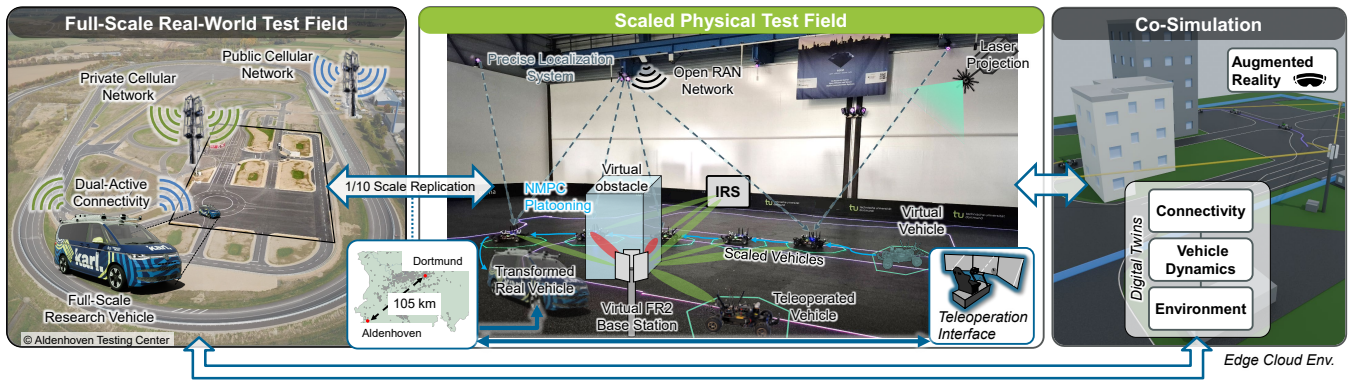 Full-Scale Real-World Test Field
Public Cellular
Network
Private Cellular
Network
Dual-Active
Connectivity
karl.
Full-Scale
Research Vehicle
© Aldenhoven Testing Center
1/10 Scale Replication
Dortmund
105 km
Aldenhoven
Scaled Physical Test Field
Precise Localization
System
Open RAN
Network
Laser
Projection
Virtual
obstacle
NMPC
Platooning
IRS
tu
tu
Virtual
Vehicle
Scaled Vehicles
Transformed
Real Vehicle
Virtual FR2
Base Station
Teleoperated
Vehicle
Teleoperation
Interface
Co-Simulation
Augmented
Reality
Digital Twins
Connectivity
Vehicle
Dynamics
Environment
Edge Cloud Env.